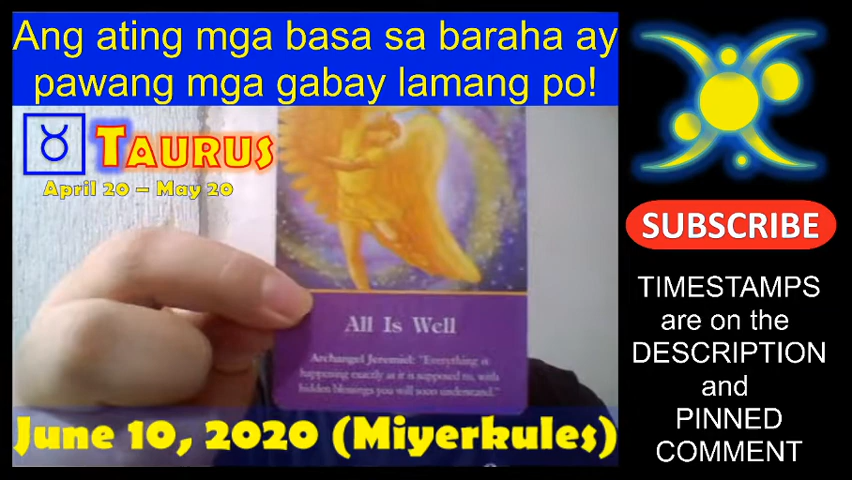 Ang ating mga basa sa baraha ay
pawang mga gabay lamang po!
♉ TAURUS
April 20 – May 20
All Is Well
Archangel Jeremiel: "Everything is
happening exactly as it is supposed to, with
hidden blessings you will soon understand."
June 10, 2020 (Miyerkules)
SUBSCRIBE
TIMESTAMPS
are on the
DESCRIPTION
and
PINNED
COMMENT